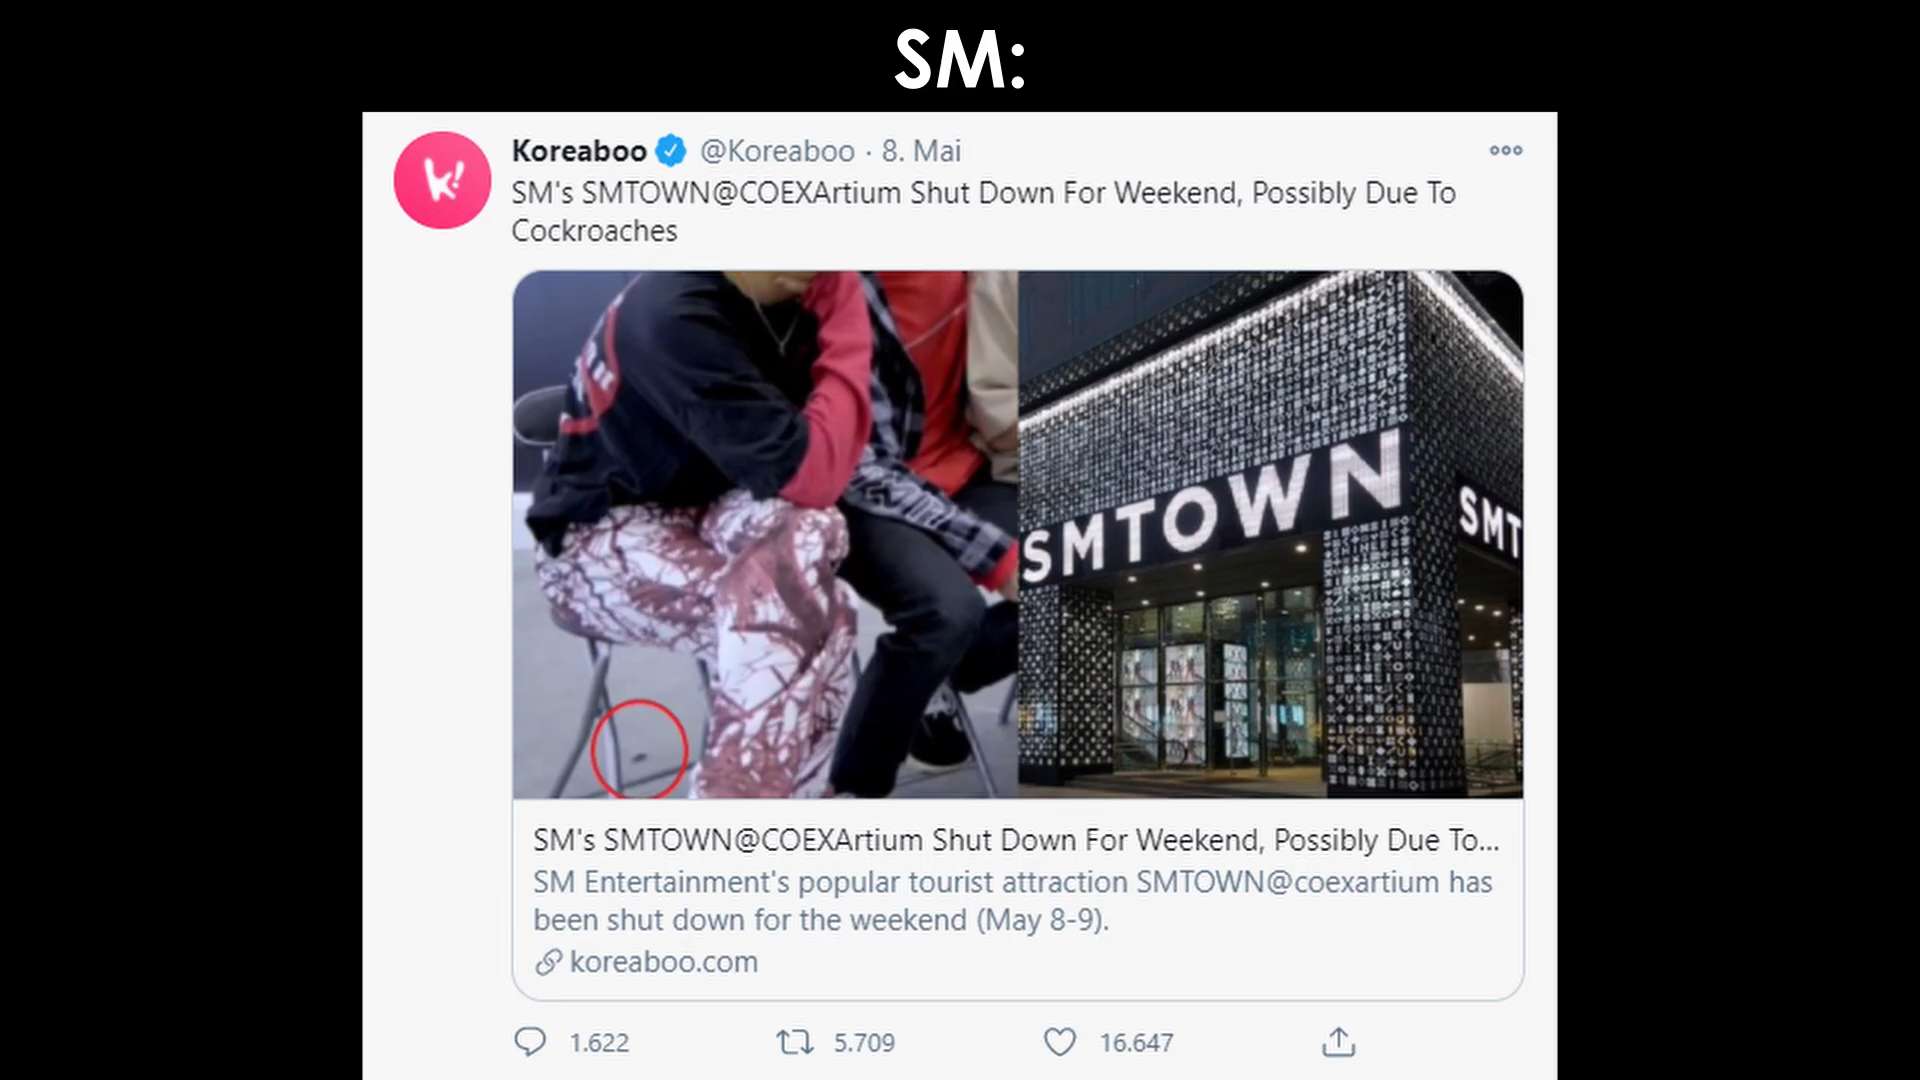 SM:
Koreaboo @Koreaboo · 8. Mai
SM's SMTOWN@COEXArtium Shut Down For Weekend, Possibly Due To
Cockroaches
SMTOWN
SMT
SM's SMTOWN@COEXArtium Shut Down For Weekend, Possibly Due To...
SM Entertainment's popular tourist attraction SMTOWN@coexartium has
been shut down for the weekend (May 8-9).
koreaboo.com
1.622 5.709 16.647